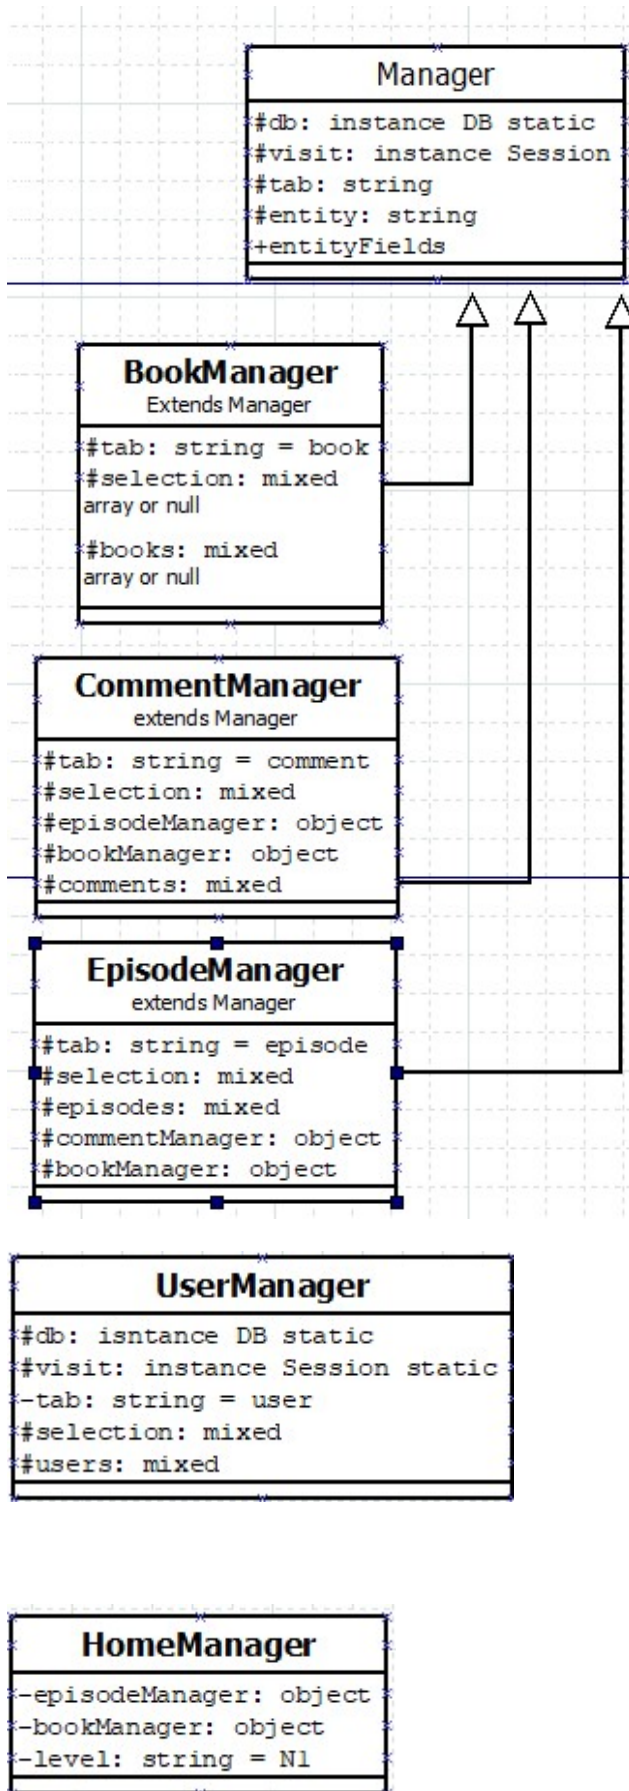 Manager
#db: instance DB static
#visit: instance Session
#tab: string
#entity: string
+entityFields
BookManager
Extends Manager
#tab: string = book
#selection: mixed
array or null
#books: mixed
array or null
CommentManager
extends Manager
#tab: string = comment
#selection: mixed
#episodeManager: object
#bookManager: object
#comments: mixed
EpisodeManager
extends Manager
#tab: string = episode
#selection: mixed
#episodes: mixed
#commentManager: object
#bookManager: object
UserManager
#db: isntance DB static
#visit: instance Session static
-tab: string = user
#selection: mixed
#users: mixed
HomeManager
-episodeManager: object
-bookManager: object
-level: string = N1